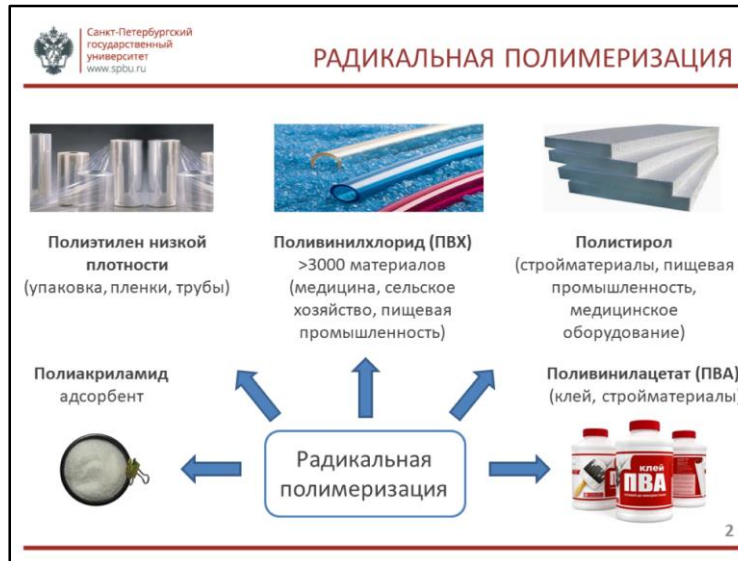 Санкт-Петербургский
государственный
университет
www.spbu.ru
РАДИКАЛЬНАЯ ПОЛИМЕРИЗАЦИЯ
Полиэтилен низкой
плотности
(упаковка, пленки, трубы)
Поливинилхлорид (ПВХ)
>3000 материалов
(медицина, сельское
хозяйство, пищевая
промышленность)
Полистирол
(стройматериалы, пищевая
промышленность,
медицинское
оборудование)
Полиакриламид
адсорбент
Поливинилацетат (ПВА)
(клей, стройматериалы)
Радикальная
полимеризация
клей
ПВА
2